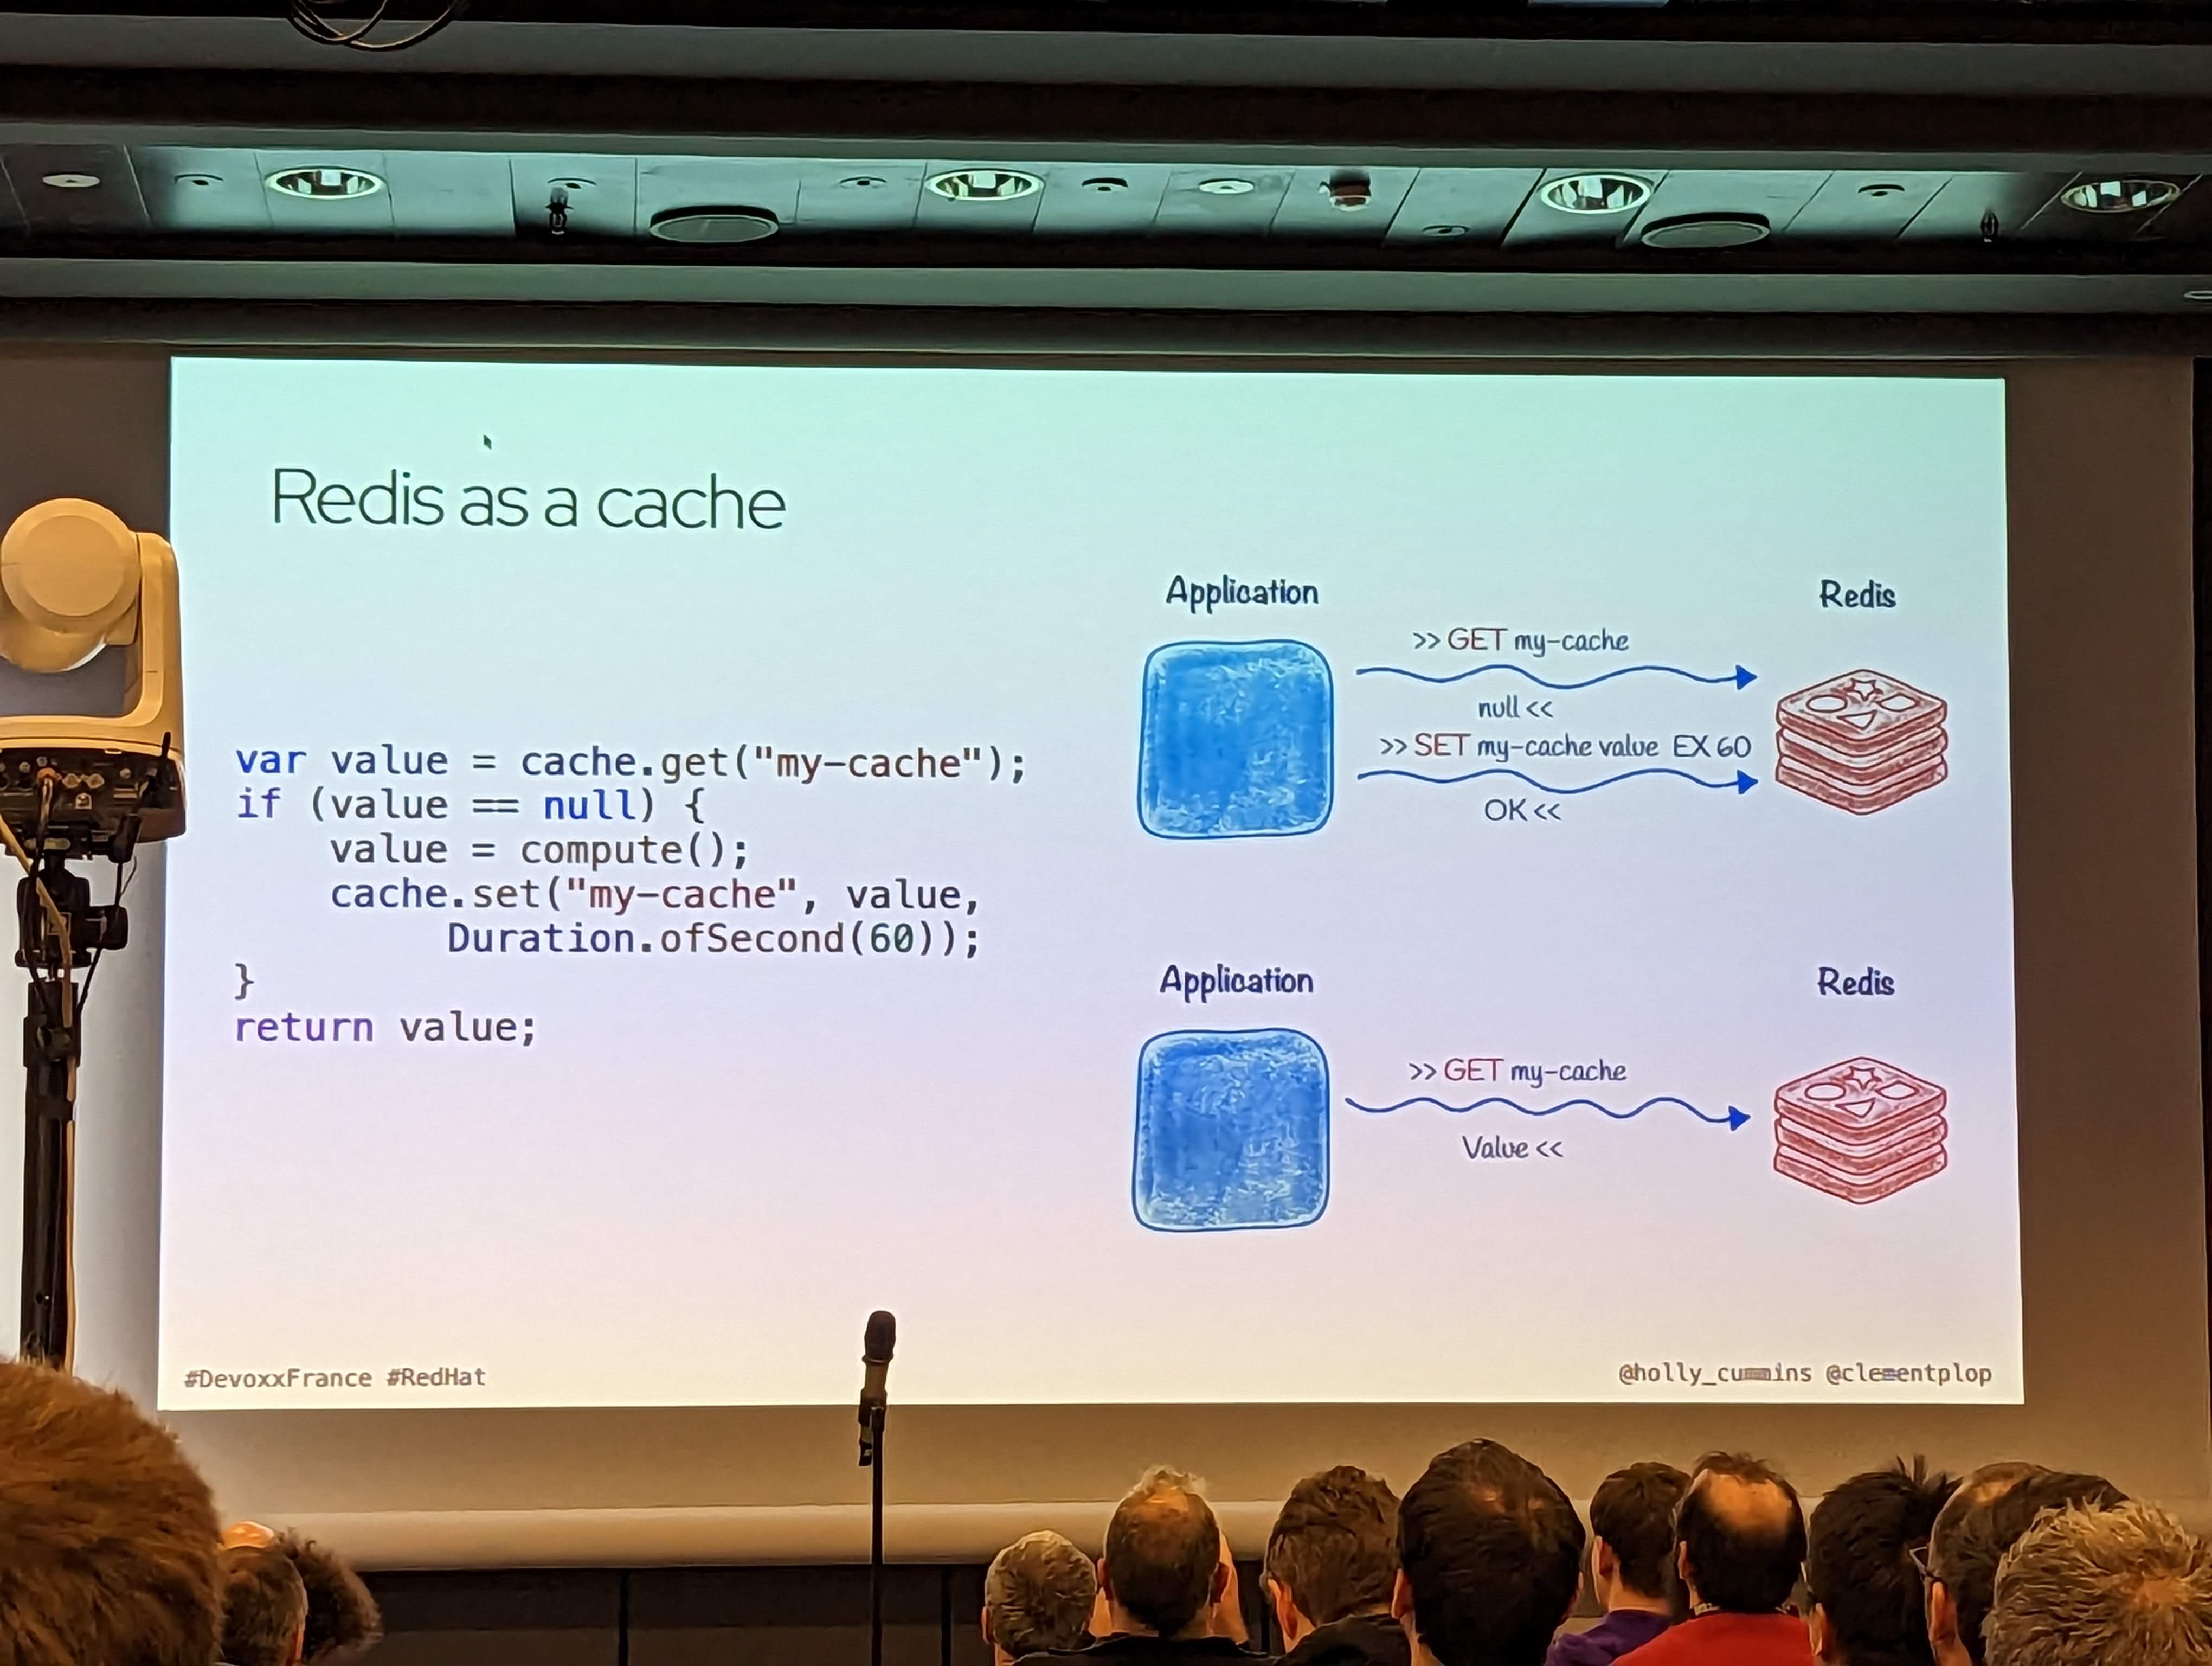 Redis as a cache
var value = cache.get("my-cache");
if (value == null) {
    value = compute();
    cache.set("my-cache", value,
        Duration.ofSecond(60));
}
return value;
Application
Redis
>> GET my-cache
null <<
>> SET my-cache value EX 60
OK <<
Application
Redis
>> GET my-cache
Value <<
#DevoxxFrance #RedHat
@holly_cummins @clementplop